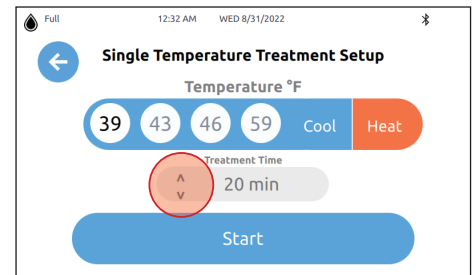 Full 12:32 AM WED 8/31/2022
Single Temperature Treatment Setup
Temperature °F
39 43 46 59 Cool Heat
Treatment Time
20 min
Start